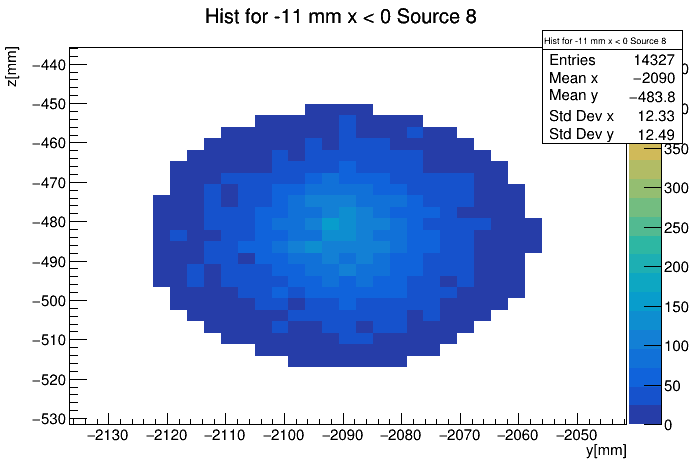 Hist for -11 mm x < 0 Source 8
Hist for -11 mm x < 0 Source 8
Entries 14327
Mean x −2090
Mean y −483.8
Std Dev x 12.33
Std Dev y 12.49
z[mm]
−440
−450
−460
−470
−480
−490
−500
−510
−520
−530
−2130 −2120 −2110 −2100 −2090 −2080 −2070 −2060 −2050
y[mm]
350
300
250
200
150
100
50
0